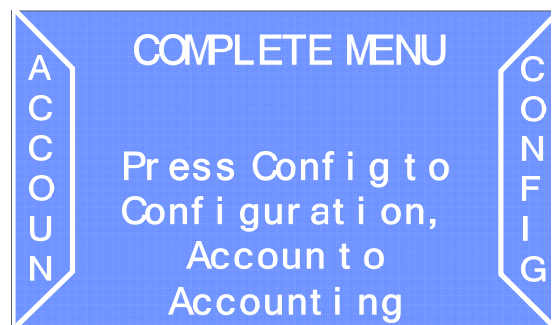 COMPLETE MENU
ACCOUN
CONFIG
Press Config to
Configuration,
Accoun to
Accounting